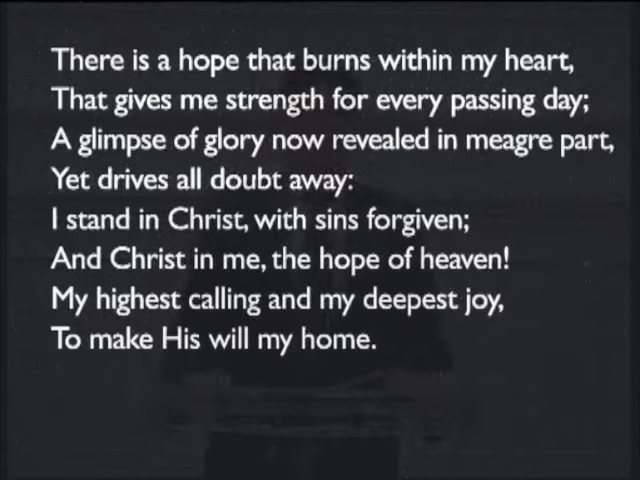 There is a hope that burns within my heart,
That gives me strength for every passing day;
A glimpse of glory now revealed in meagre part,
Yet drives all doubt away:
I stand in Christ, with sins forgiven;
And Christ in me, the hope of heaven!
My highest calling and my deepest joy,
To make His will my home.